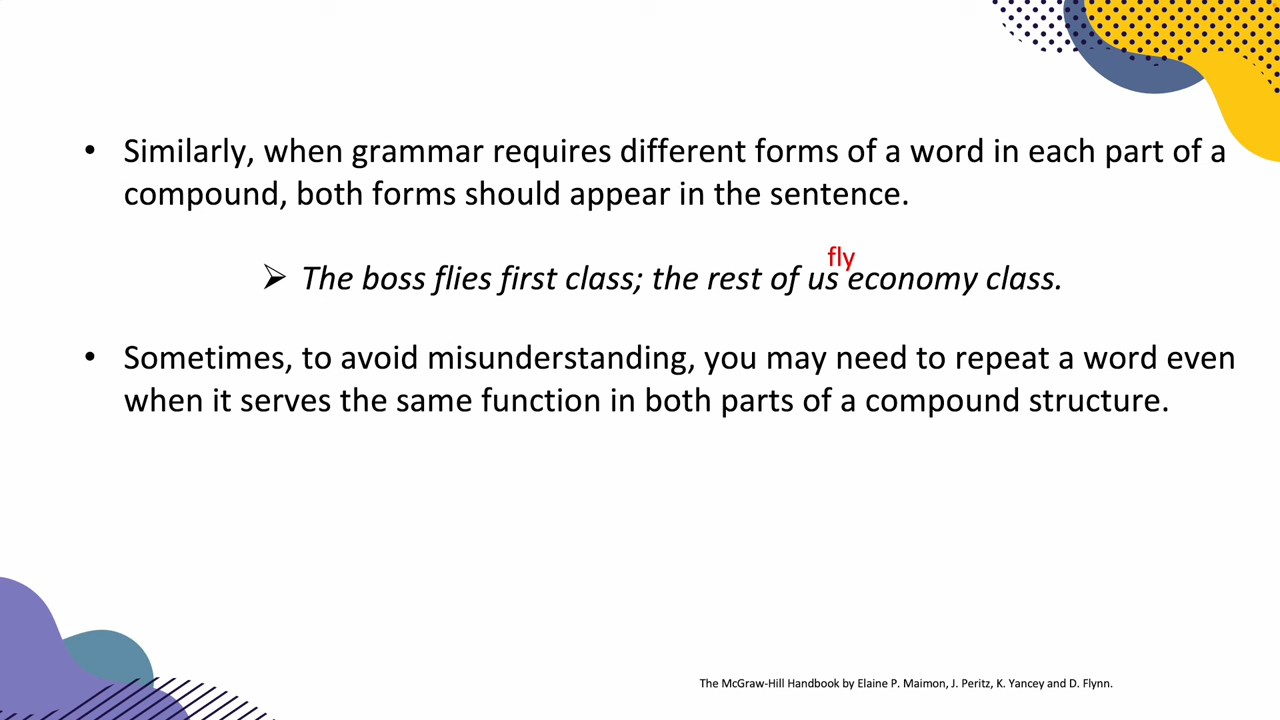 • Similarly, when grammar requires different forms of a word in each part of a
compound, both forms should appear in the sentence.
fly
➢ The boss flies first class; the rest of us economy class.
• Sometimes, to avoid misunderstanding, you may need to repeat a word even
when it serves the same function in both parts of a compound structure.
The McGraw-Hill Handbook by Elaine P. Maimon, J. Peritz, K. Yancey and D. Flynn.